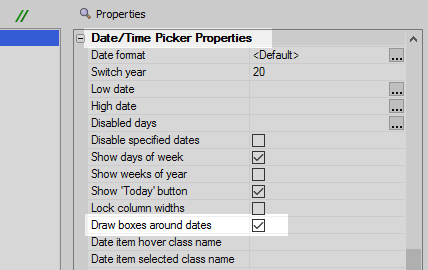 //
Properties
Date/Time Picker Properties
Date format <Default> ...
Switch year 20
Low date ...
High date ...
Disabled days ...
Disable specified dates
Show days of week
Show weeks of year
Show 'Today' button
Lock column widths
Draw boxes around dates
Date item hover class name
Date item selected class name